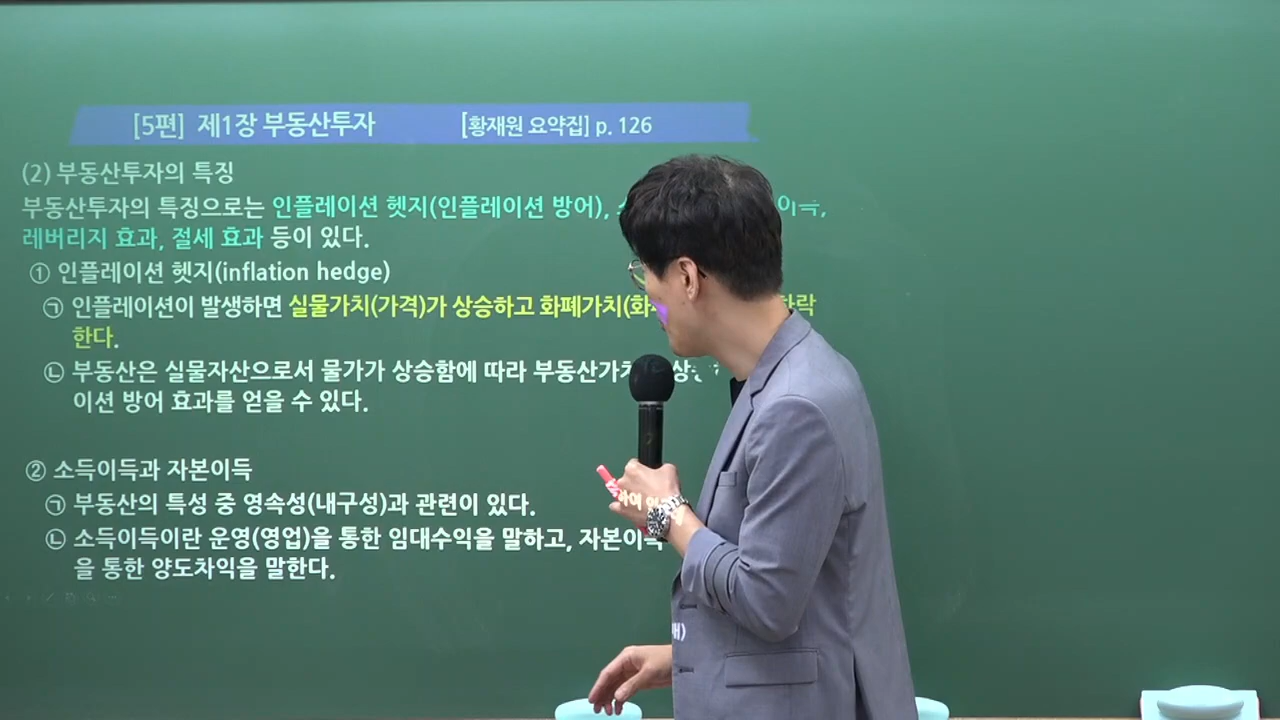 [5편] 제1장 부동산투자 [황재원 요약집] p. 126
(2) 부동산투자의 특징
부동산투자의 특징으로는 인플레이션 헷지(인플레이션 방어),
레버리지 효과, 절세 효과 등이 있다.
① 인플레이션 헷지(inflation hedge)
㉠ 인플레이션이 발생하면 실물가치(가격)가 상승하고 화폐가치(화 하락
한다.
㉡ 부동산은 실물자산으로서 물가가 상승함에 따라 부동산가치 상승
이션 방어 효과를 얻을 수 있다.
② 소득이득과 자본이득
㉠ 부동산의 특성 중 영속성(내구성)과 관련이 있다.
㉡ 소득이득이란 운영(영업)을 통한 임대수익을 말하고, 자본이득
을 통한 양도차익을 말한다.